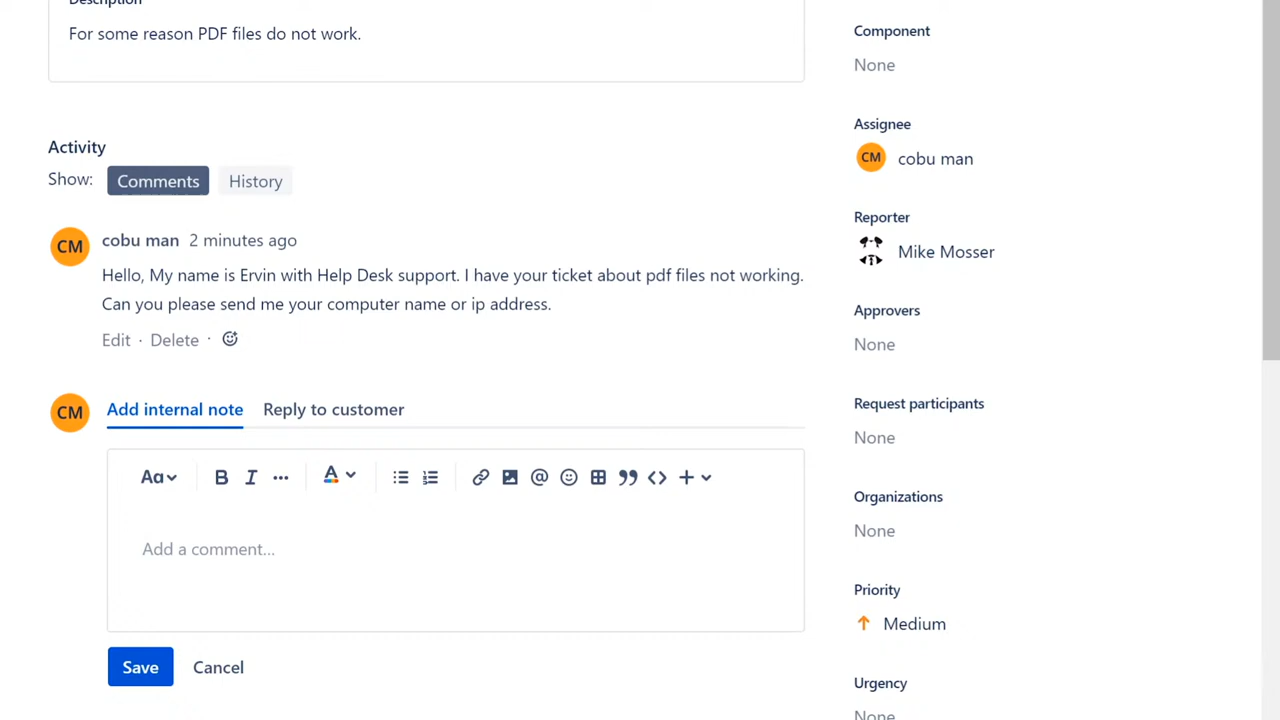 Description
For some reason PDF files do not work.
Activity
Show:
Comments
History
CM
cobu man 2 minutes ago
Hello, My name is Ervin with Help Desk support. I have your ticket about pdf files not working.
Can you please send me your computer name or ip address.
Edit · Delete ·
CM
Add internal note
Reply to customer
Aa
B I ••• A
@
Add a comment...
Save
Cancel
Component
None
Assignee
CM
cobu man
Reporter
Mike Mosser
Approvers
None
Request participants
None
Organizations
None
Priority
Medium
Urgency
None